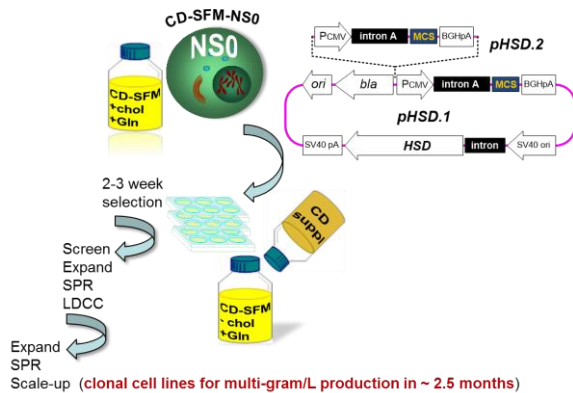 CD-SFM-NS0
NS0
CD-SFM
+chol
+Gln
PCMV
intron A
MCS
BGHpA
pHSD.2
ori
bla
PCMV
intron A
MCS
BGHpA
pHSD.1
SV40 pA
HSD
intron
SV40 ori
2-3 week
selection
CD
suppl
Screen
Expand
SPR
LDCC
CD-SFM
- chol
+Gln
Expand
SPR
Scale-up (clonal cell lines for multi-gram/L production in ~ 2.5 months)